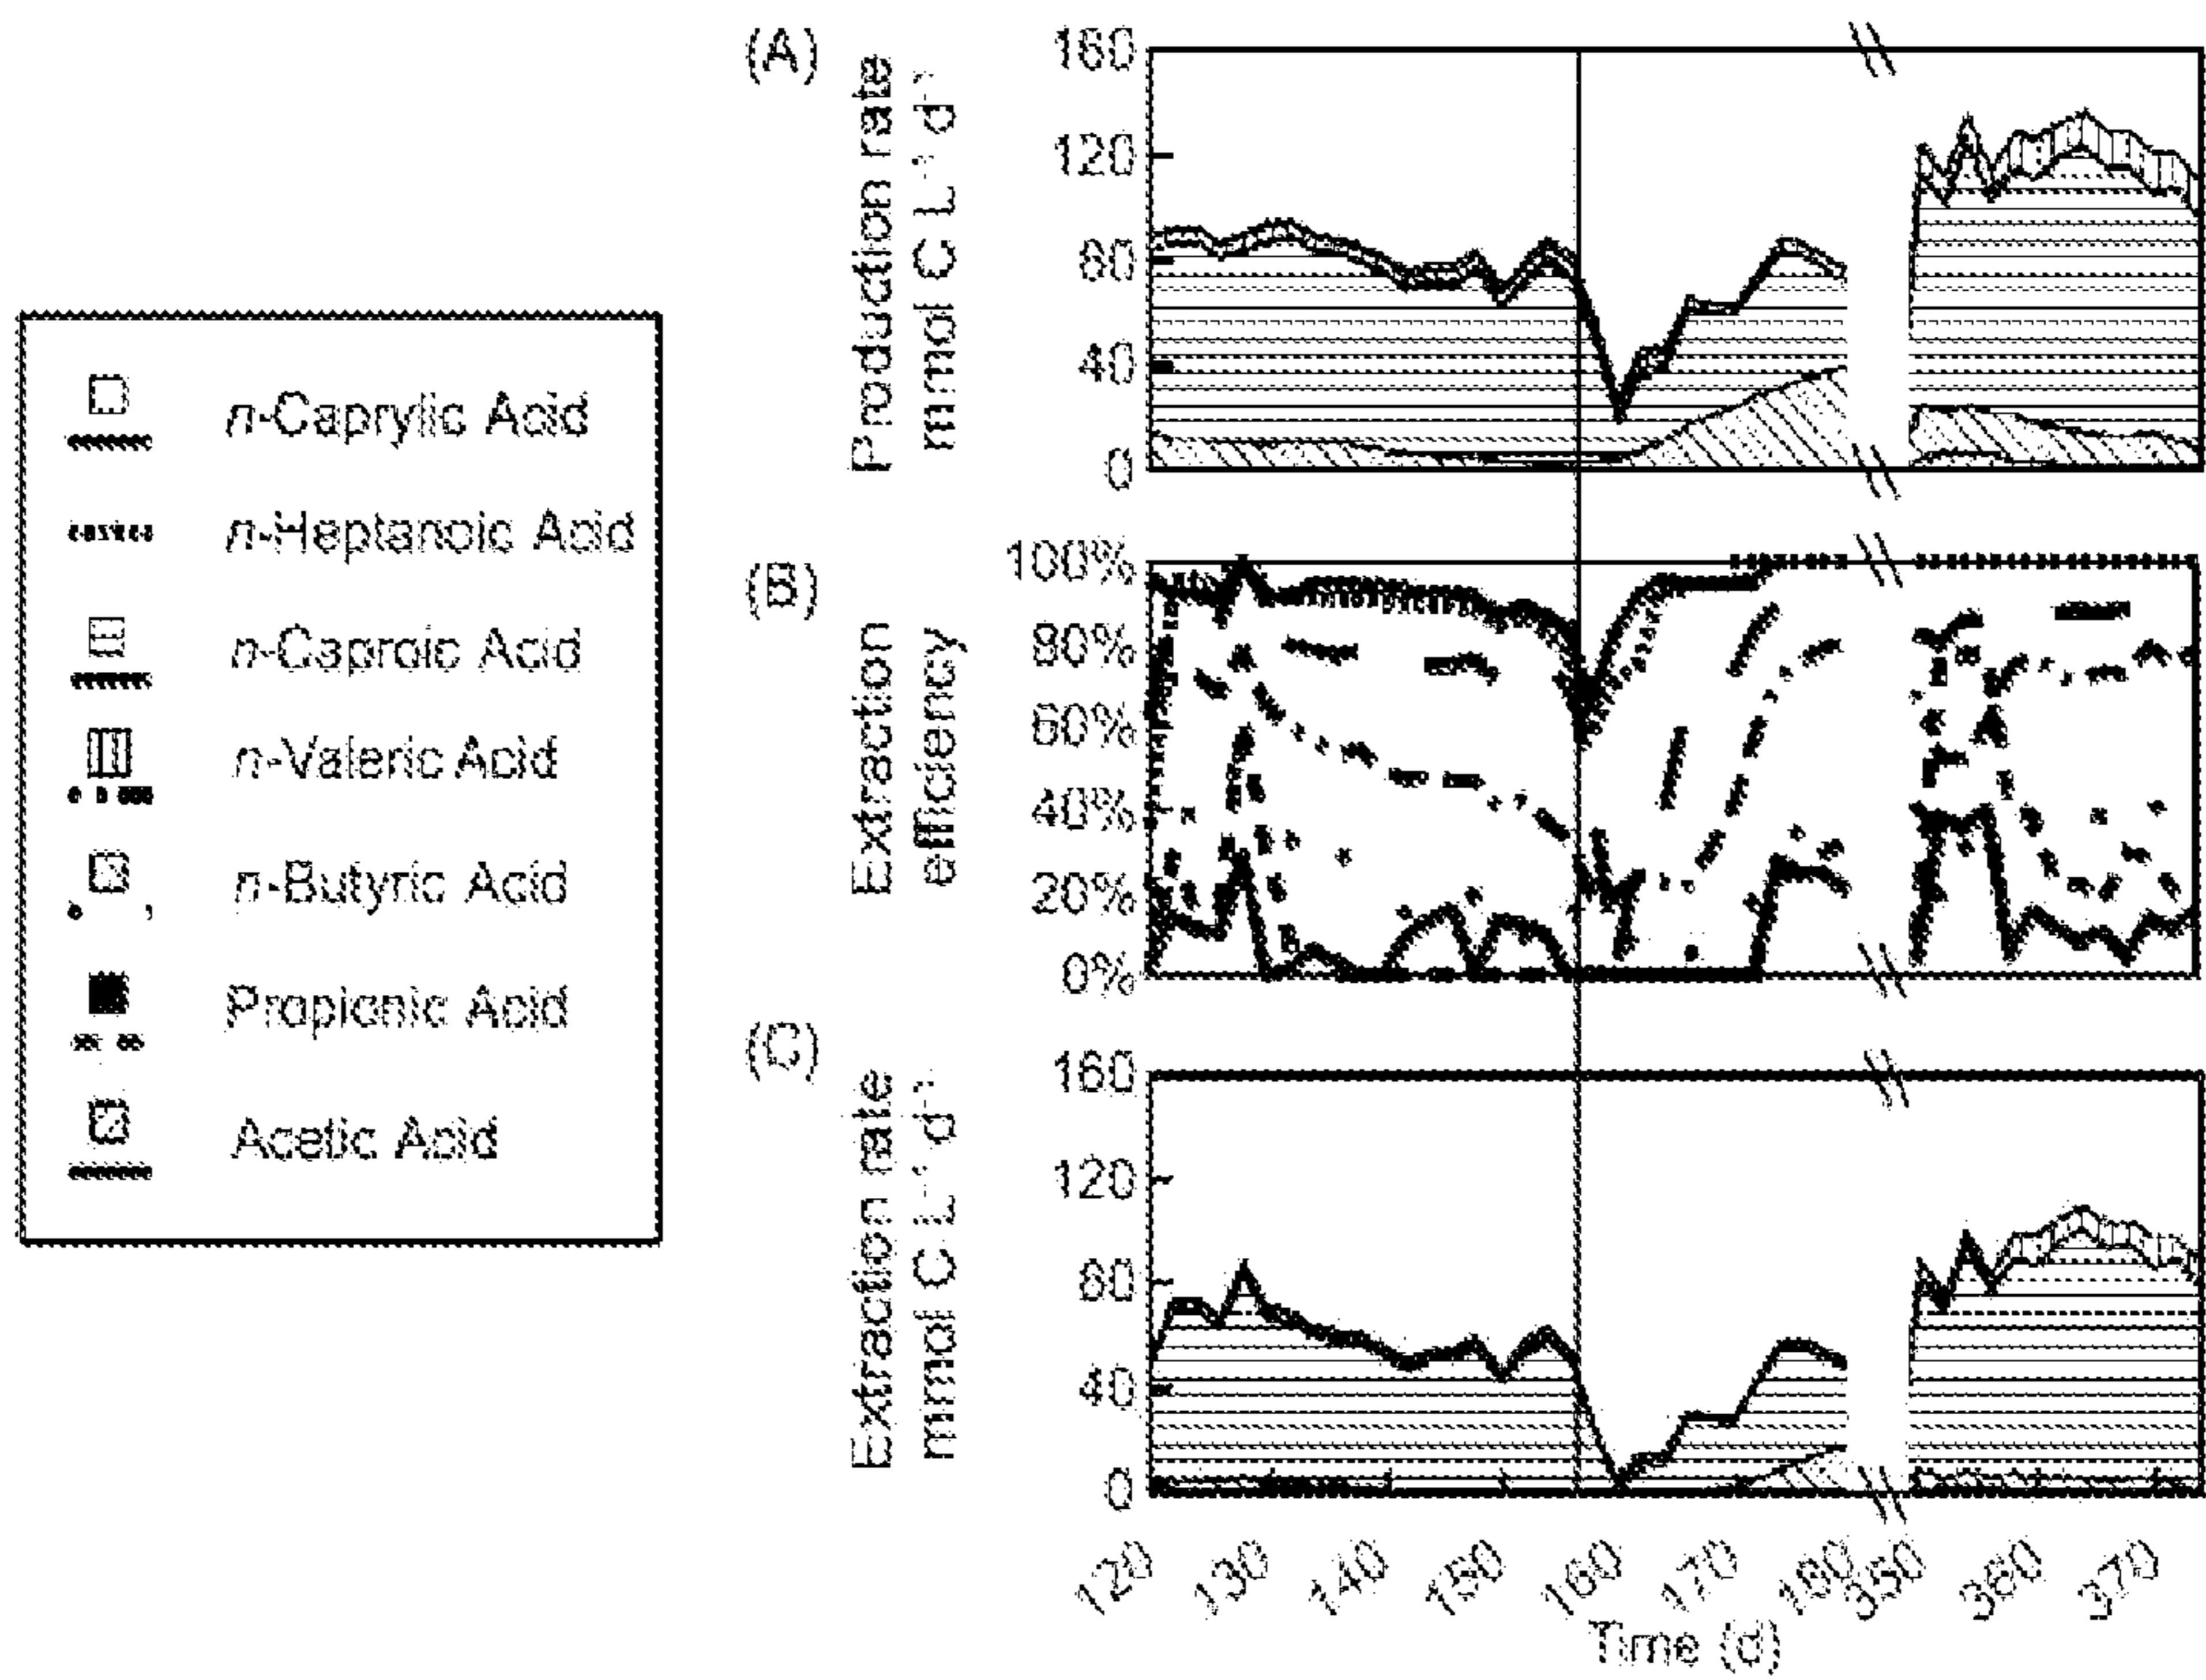 n-Caprylic Acid
n-Heptanoic Acid
n-Caproic Acid
n-Valeric Acid
n-Butyric Acid
Propionic Acid
Acetic Acid
(A)
Production rate
mmol C L⁻¹ d⁻¹
160
120
80
40
0
(B)
Extraction
efficiency
100%
80%
60%
40%
20%
0%
(C)
Extraction rate
mmol C L⁻¹ d⁻¹
160
120
80
40
0
120 130 140 150 160 170 180 350 360 370
Time (d)